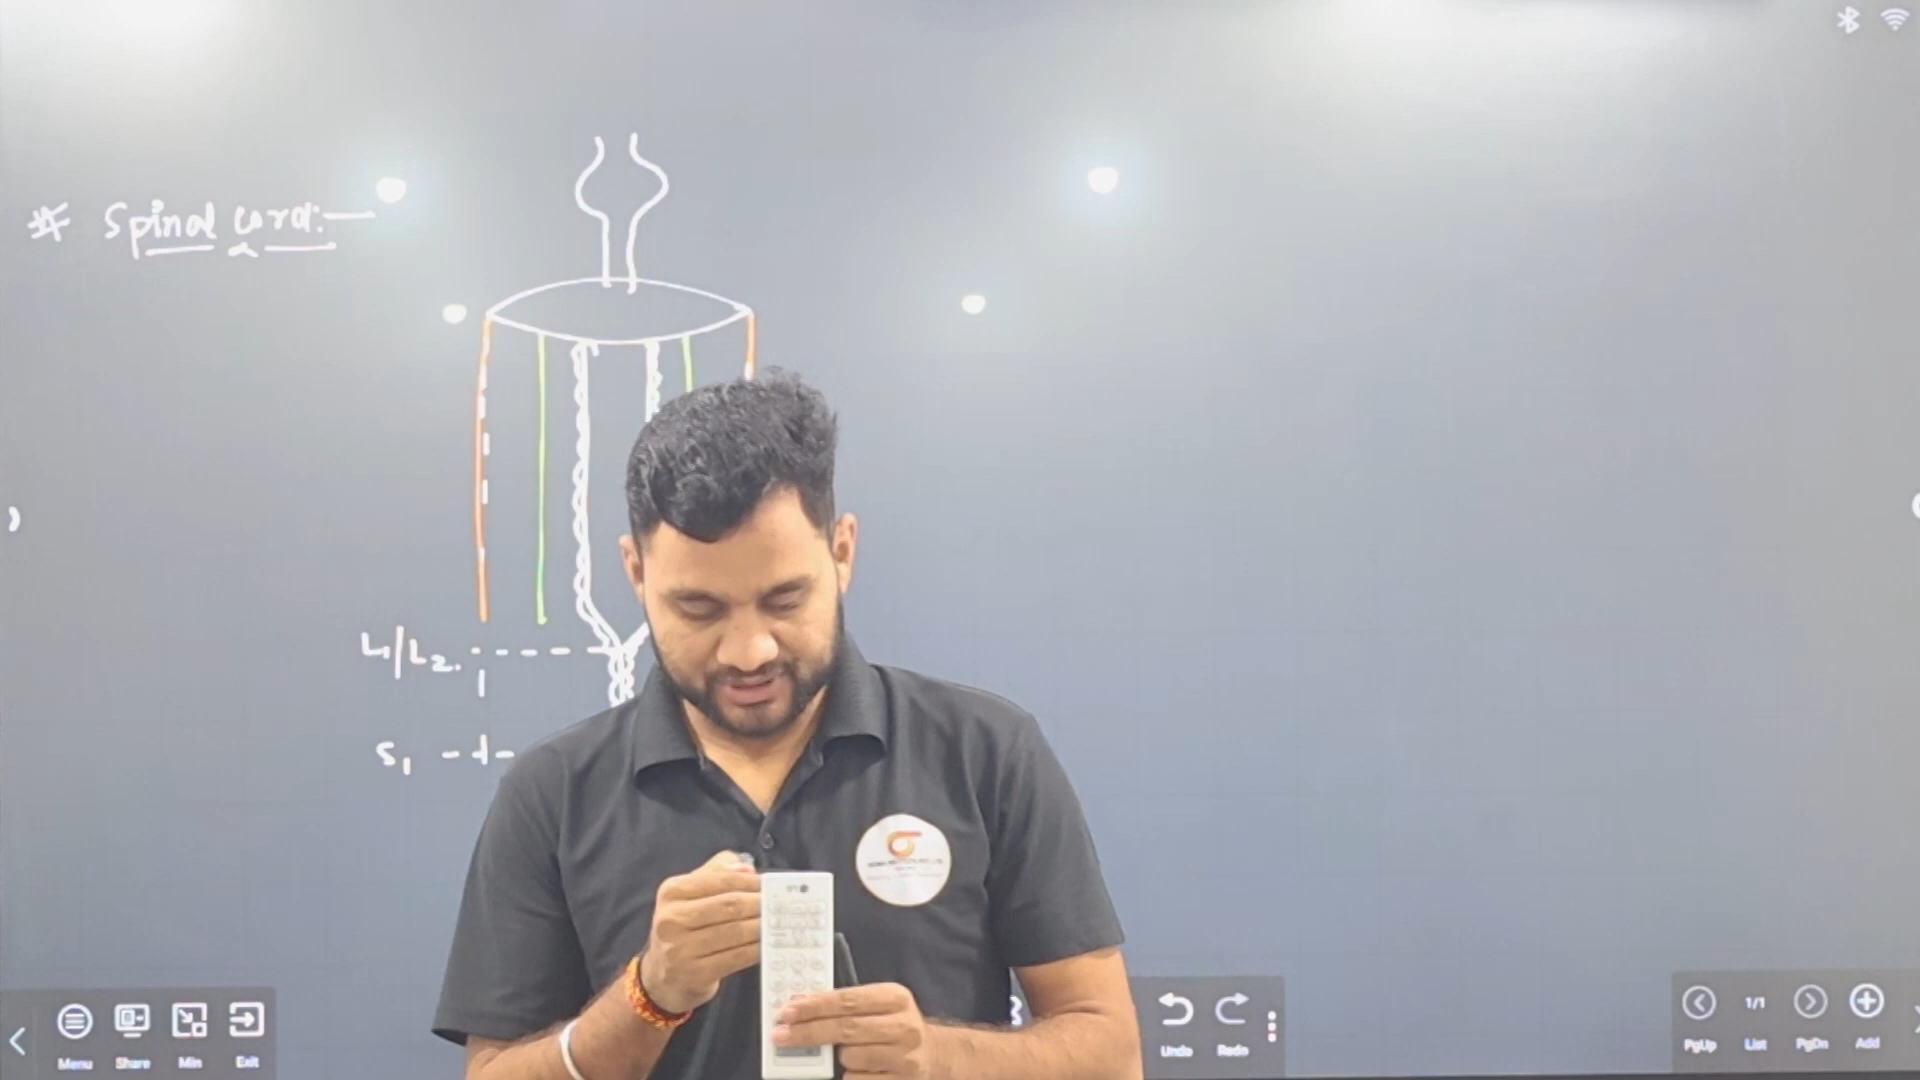 # Spinal cord:-
L1/L2.
S1
Menu
Share
Min
Exit
Undo
Redo
1/1
PgUp
List
PgDn
Add